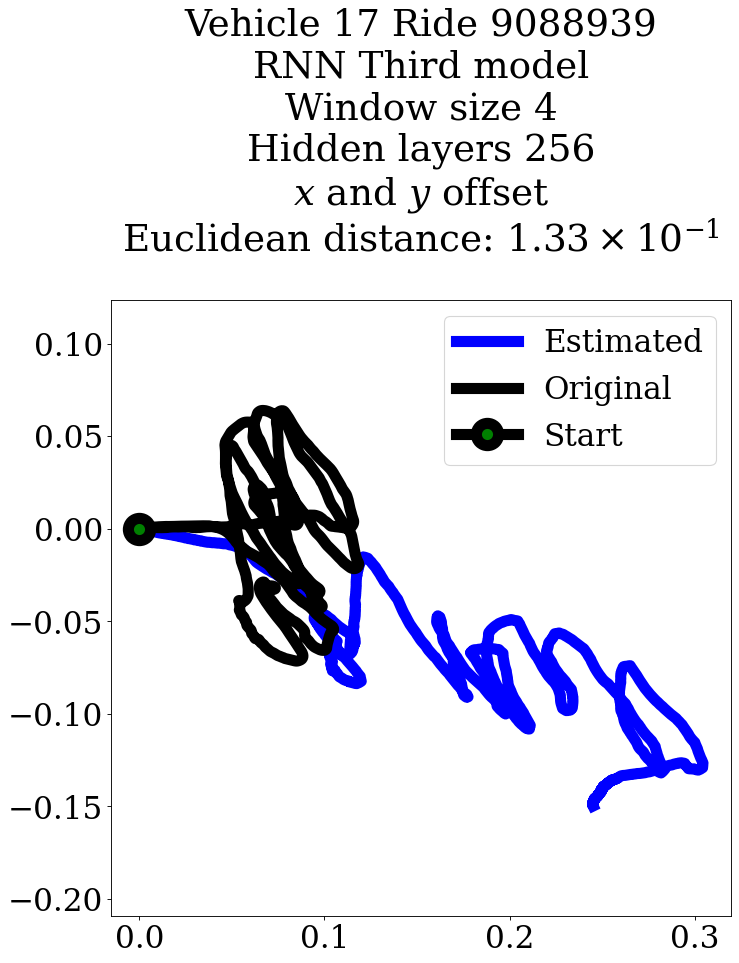 Vehicle 17 Ride 9088939
RNN Third model
Window size 4
Hidden layers 256
x and y offset
Euclidean distance: 1.33 × 10⁻¹
Estimated
Original
Start
0.10
0.05
0.00
−0.05
−0.10
−0.15
−0.20
0.0 0.1 0.2 0.3